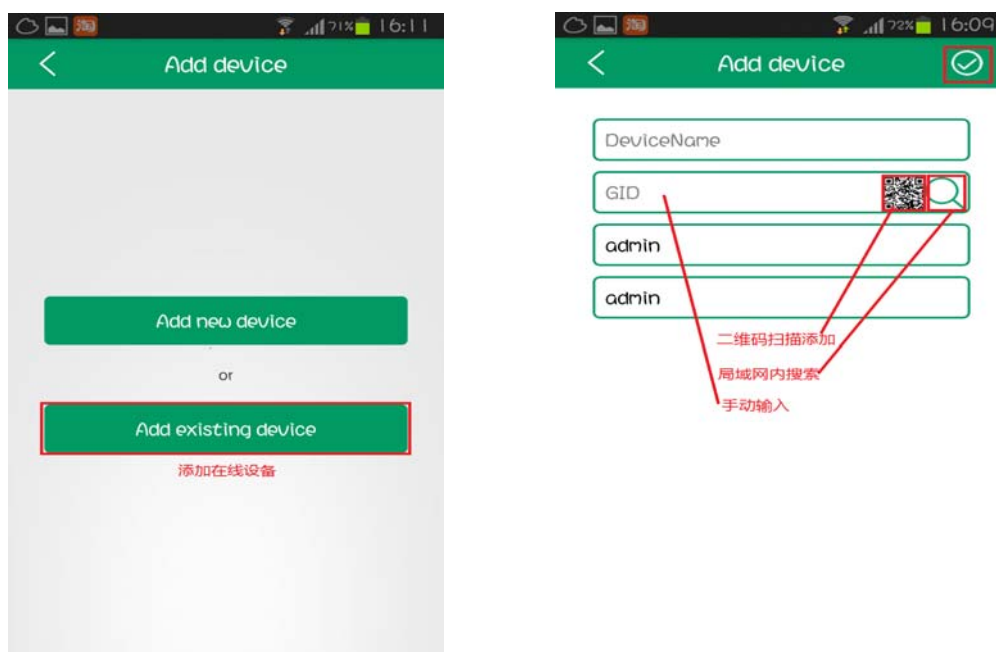 淘 71% 16:11
Add device
Add new device
or
Add existing device
添加在线设备
淘 72% 16:09
Add device
DeviceName
GID
admin
admin
二维码扫描添加
局域网内搜索
手动输入